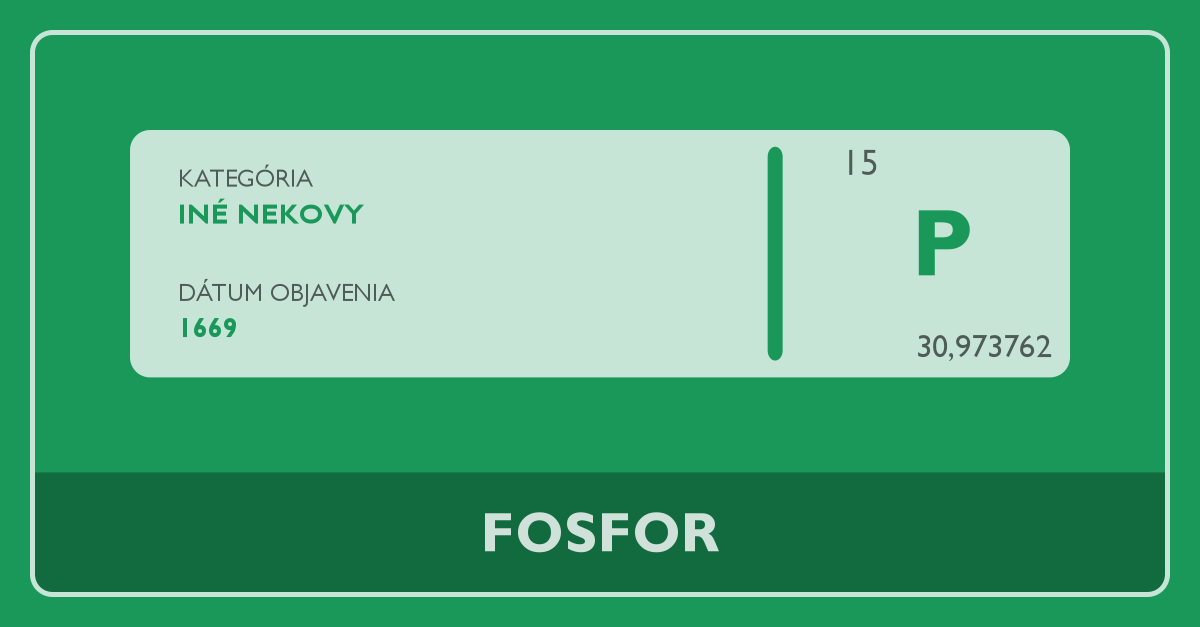 KATEGÓRIA
INÉ NEKOVY
DÁTUM OBJAVENIA
1669
15
P
30,973762
FOSFOR